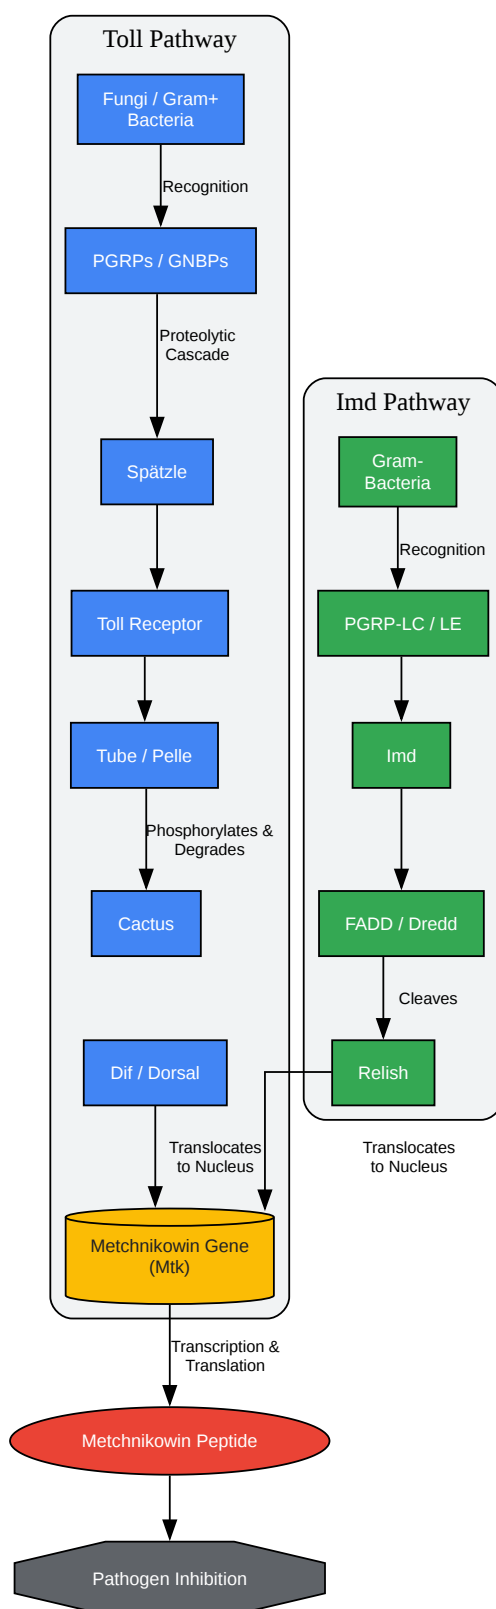 Toll Pathway
Fungi / Gram+
Bacteria
Recognition
PGRPs / GNBPs
Proteolytic
Cascade
Spätzle
Toll Receptor
Tube / Pelle
Phosphorylates &
Degrades
Cactus
Dif / Dorsal
Translocates
to Nucleus
Metchnikowin Gene
(Mtk)
Imd Pathway
Gram-
Bacteria
Recognition
PGRP-LC / LE
Imd
FADD / Dredd
Cleaves
Relish
Translocates
to Nucleus
Transcription &
Translation
Metchnikowin Peptide
Pathogen Inhibition